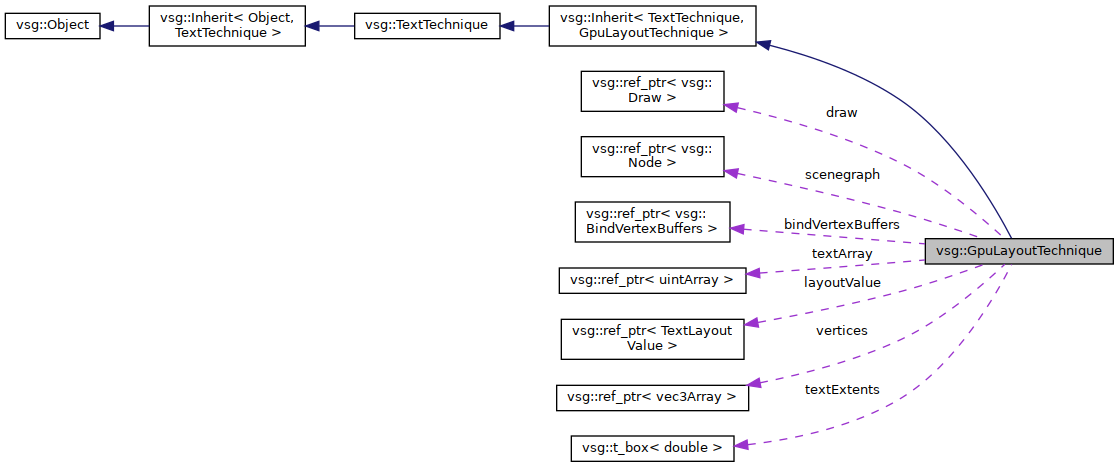 vsg::Object
vsg::Inherit< Object,
TextTechnique >
vsg::TextTechnique
vsg::Inherit< TextTechnique,
GpuLayoutTechnique >
vsg::ref_ptr< vsg::
Draw >
draw
vsg::ref_ptr< vsg::
Node >
scenegraph
vsg::ref_ptr< vsg::
BindVertexBuffers >
bindVertexBuffers
vsg::GpuLayoutTechnique
textArray
vsg::ref_ptr< uintArray >
layoutValue
vsg::ref_ptr< TextLayout
Value >
vertices
vsg::ref_ptr< vec3Array >
textExtents
vsg::t_box< double >